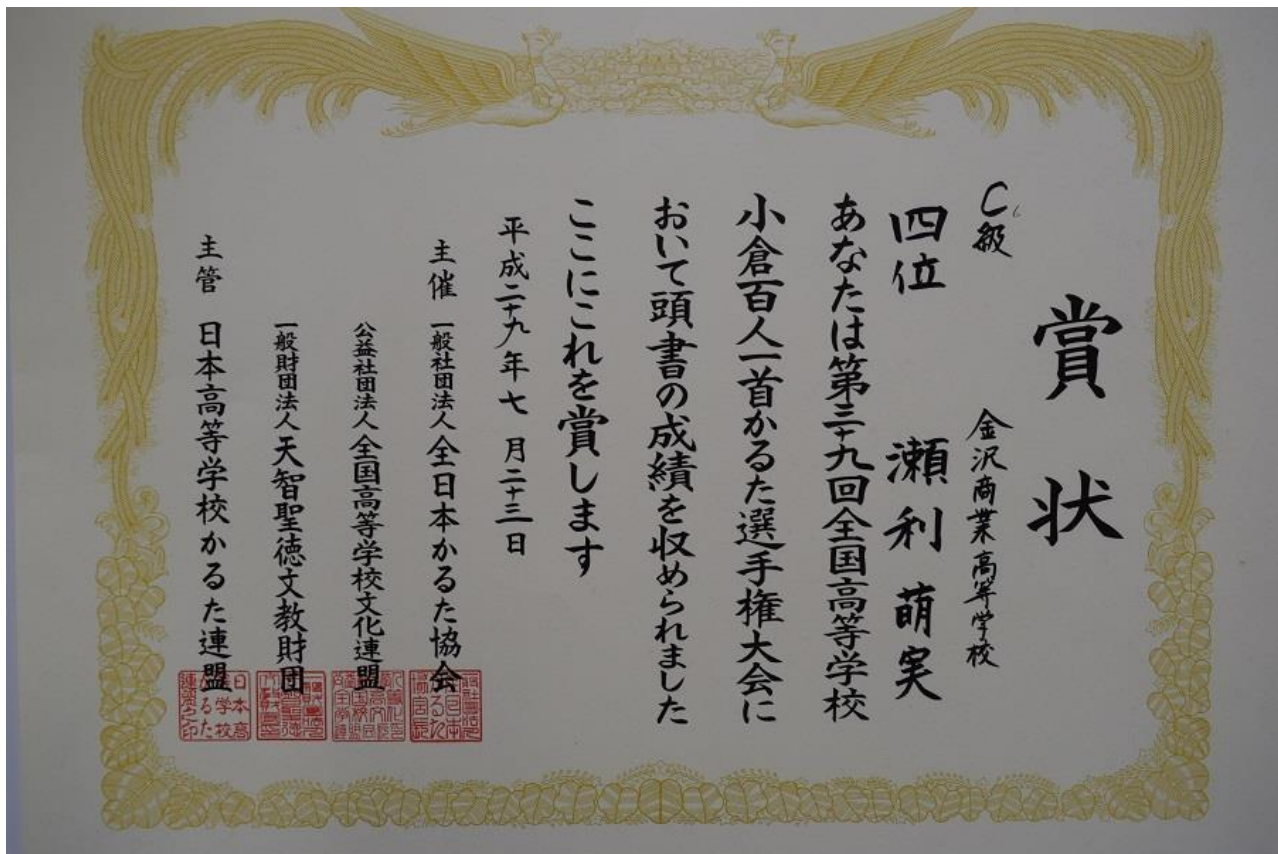 賞状
C級　金沢商業高等学校
四位　瀬利萌実
あなたは第三十九回全国高等学校
小倉百人一首かるた選手権大会に
おいて頭書の成績を収められました
ここにこれを賞します
平成二十九年七月二十三日
主催　一般社団法人全日本かるた協会
公益社団法人全国高等学校文化連盟
一般財団法人天智聖徳文教財団
主管　日本高等学校かるた連盟